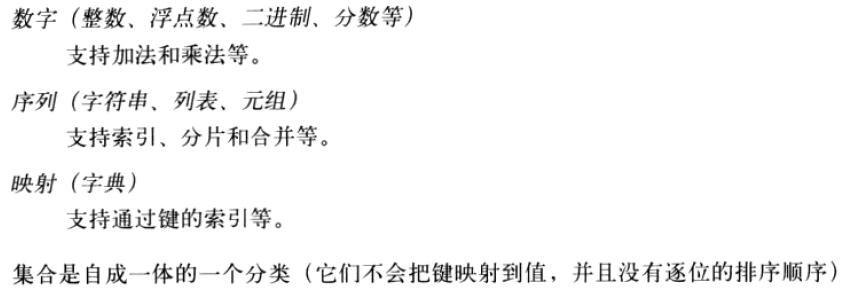 数字（整数、浮点数、二进制、分数等）
支持加法和乘法等。
序列（字符串、列表、元组）
支持索引、分片和合并等。
映射（字典）
支持通过键的索引等。
集合是自成一体的一个分类（它们不会把键映射到值，并且没有逐位的排序顺序）